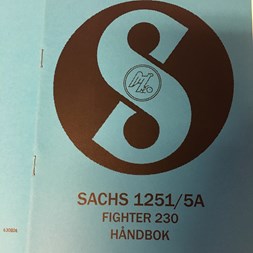 SACHS 1251/5A
FIGHTER 230
HÅNDBOK